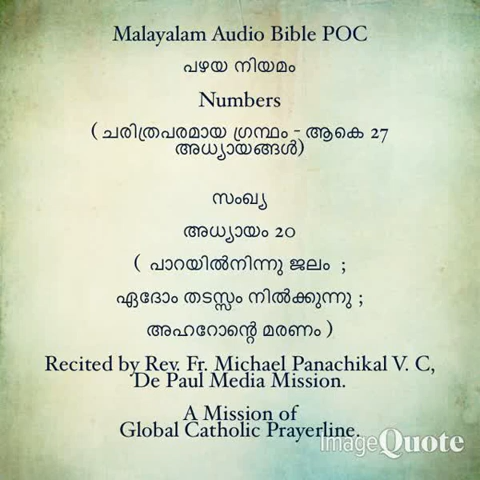 Malayalam Audio Bible POC
പഴയ നിയമം
Numbers
(ചരിത്രപരമായ ഗ്രന്ഥം - ആകെ 27
അധ്യായങ്ങൾ)
സംഖ്യ
അധ്യായം 20
( പാറയിൽനിന്നു ജലം ;
ഏദോം തടസ്സം നിൽക്കുന്നു ;
അഹറോന്റെ മരണം )
Recited by Rev. Fr. Michael Panachikal V. C,
De Paul Media Mission.
A Mission of
Global Catholic Prayerline.
ImageQuote